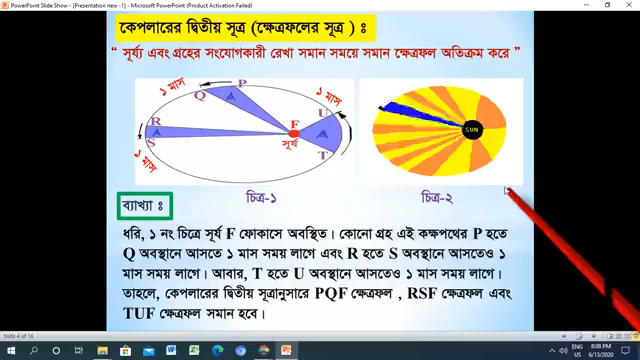 PowerPoint Slide Show - [Presentation new -1] - Microsoft PowerPoint (Product Activation Failed)
কেপলারের দ্বিতীয় সূত্র (ক্ষেত্রফলের সূত্র ) ঃ
“ সূর্য্য এবং গ্রহের সংযোগকারী রেখা সমান সময়ে সমান ক্ষেত্রফল অতিক্রম করে ”
১ মাস
P
Q
A
১ মাস
U
F
R
A
A
S
সূর্য
T
১ মাস
SUN
চিত্র-১
চিত্র-২
ব্যাখ্যা ঃ
ধরি, ১ নং চিত্রে সূর্য F ফোকাসে অবস্থিত। কোনো গ্রহ এই কক্ষপথের P হতে
Q অবস্থানে আসতে ১ মাস সময় লাগে এবং R হতে S অবস্থানে আসতেও ১
মাস সময় লাগে। আবার, T হতে U অবস্থানে আসতেও ১ মাস সময় লাগে।
তাহলে, কেপলারের দ্বিতীয় সূত্রানুসারে PQF ক্ষেত্রফল , RSF ক্ষেত্রফল এবং
TUF ক্ষেত্রফল সমান হবে।
Slide 4 of 16
ENG
US
8:08 PM
6/13/2020